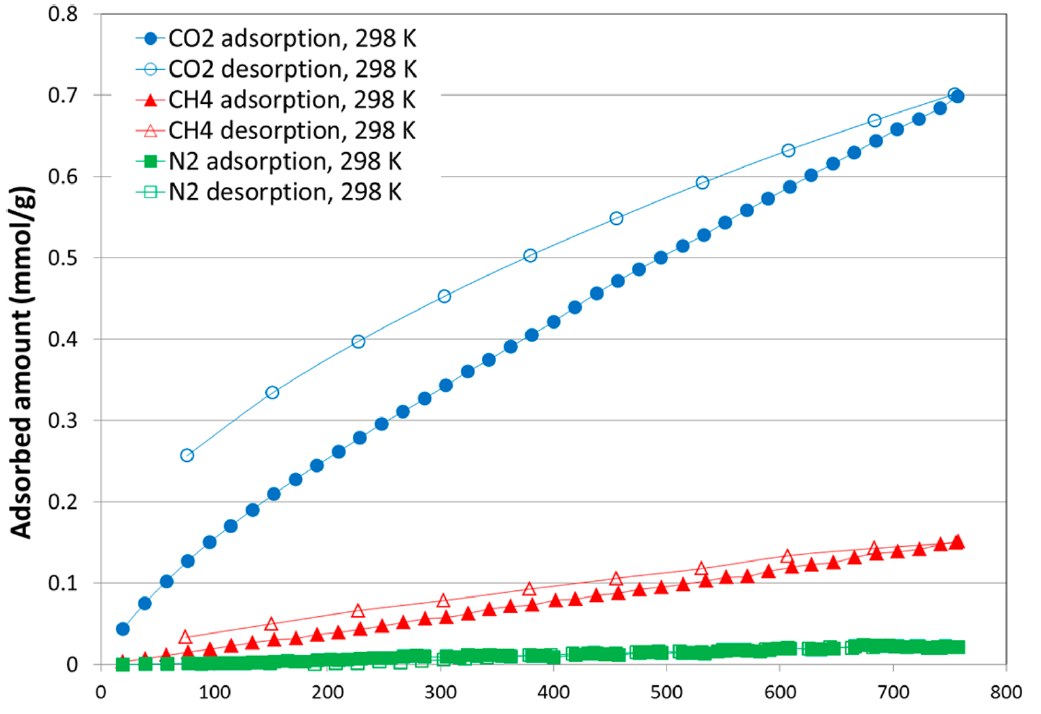 0.8
CO2 adsorption, 298 K
CO2 desorption, 298 K
0.7
CH4 adsorption, 298 K
CH4 desorption, 298 K
0.6
N2 adsorption, 298 K
N2 desorption, 298 K
0.5
0.4
0.3
0.2
0.1
0
Adsorbed amount (mmol/g)
0 100 200 300 400 500 600 700 800